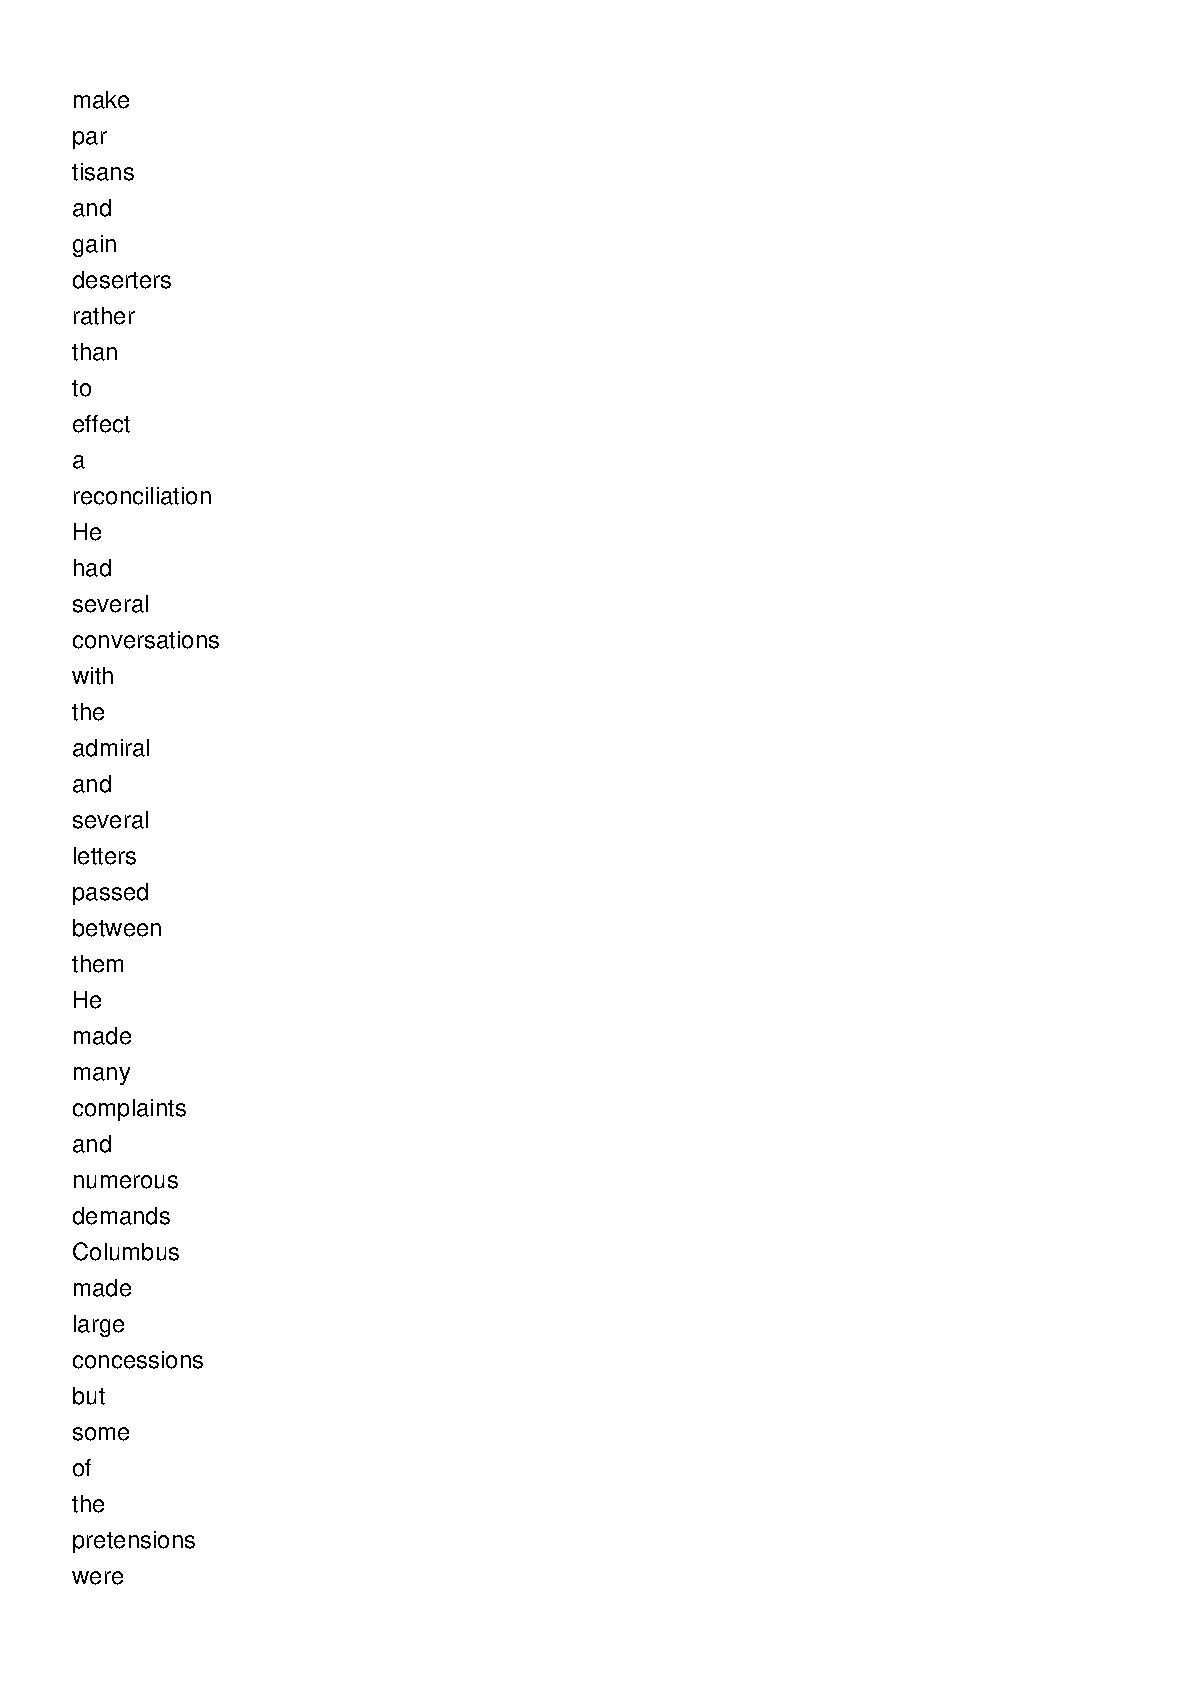 make
par
tisans
and
gain
deserters
rather
than
to
effect
a
reconciliation
He
had
several
conversations
with
the
admiral
and
several
letters
passed
between
them
He
made
many
complaints
and
numerous
demands
Columbus
made
large
concessions
but
some
of
the
pretensions
were